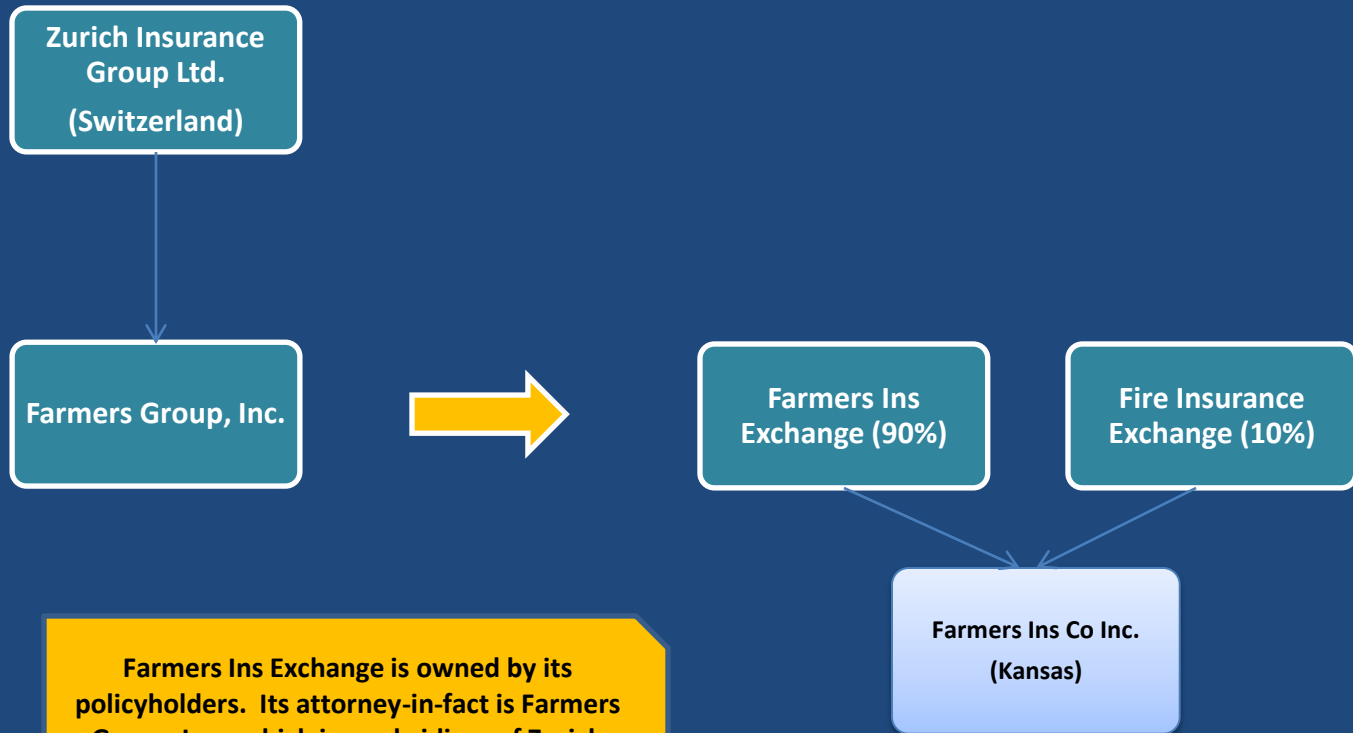 Zurich Insurance
Group Ltd.
(Switzerland)
Farmers Group, Inc.
Farmers Ins
Exchange (90%)
Fire Insurance
Exchange (10%)
Farmers Ins Co Inc.
(Kansas)
Farmers Ins Exchange is owned by its
policyholders. Its attorney-in-fact is Farmers